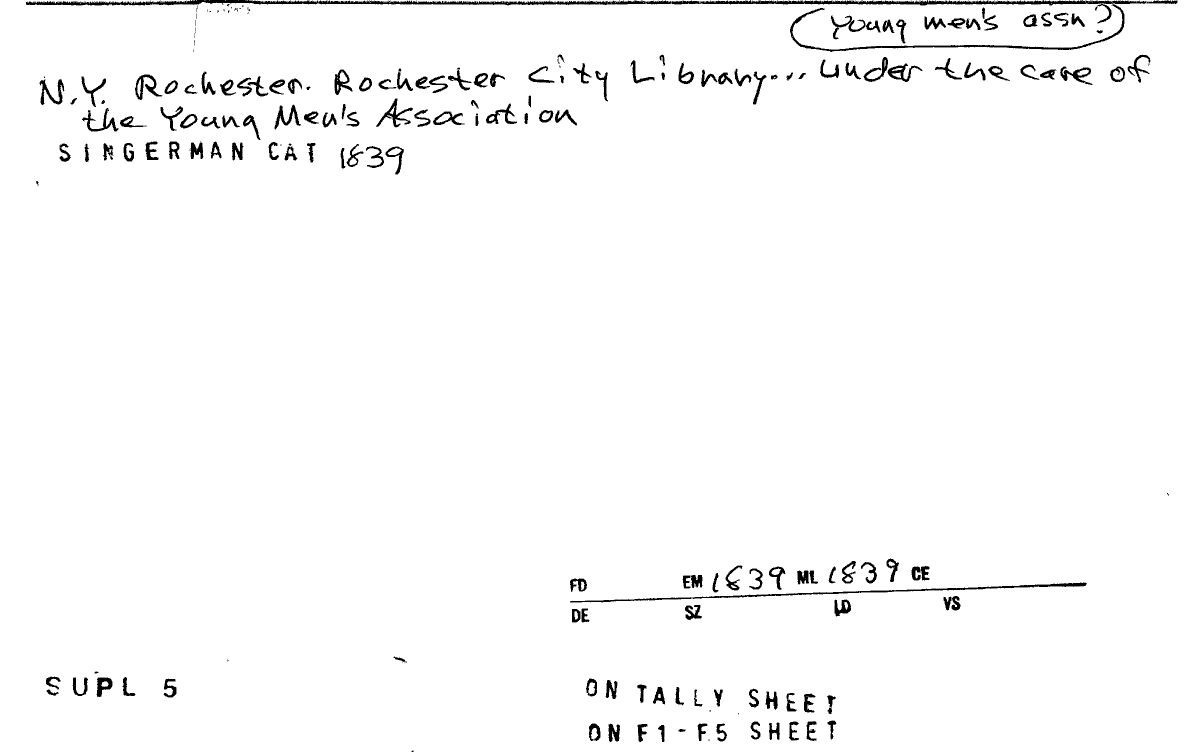 (Young men's assn?)
N.Y. Rochester. Rochester City Library... under the care of
the Young Men's Association
SINGERMAN CAT 1839
FD EM 1839 ML 1839 CE
DE SZ LD VS
SUPL 5
ON TALLY SHEET
ON F1-F5 SHEET